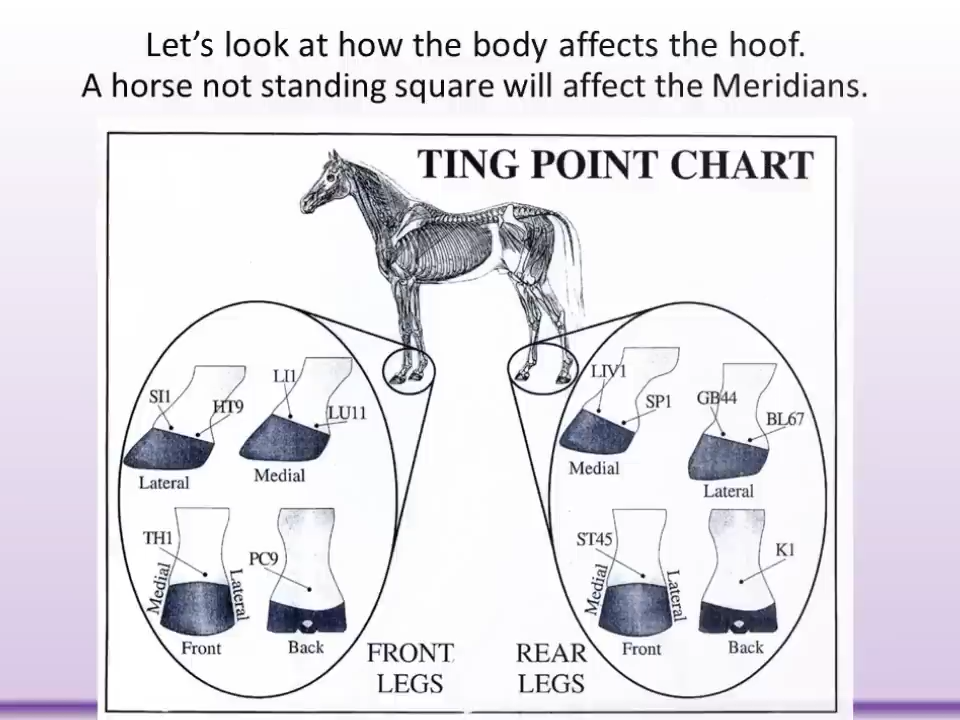 Let's look at how the body affects the hoof.
A horse not standing square will affect the Meridians.
TING POINT CHART
SI1
HT9
Lateral
LI1
LU11
Medial
TH1
Medial
Lateral
Front
PC9
Back
FRONT
LEGS
LIV1
SP1
Medial
GB44
BL67
Lateral
ST45
Medial
Lateral
Front
K1
Back
REAR
LEGS